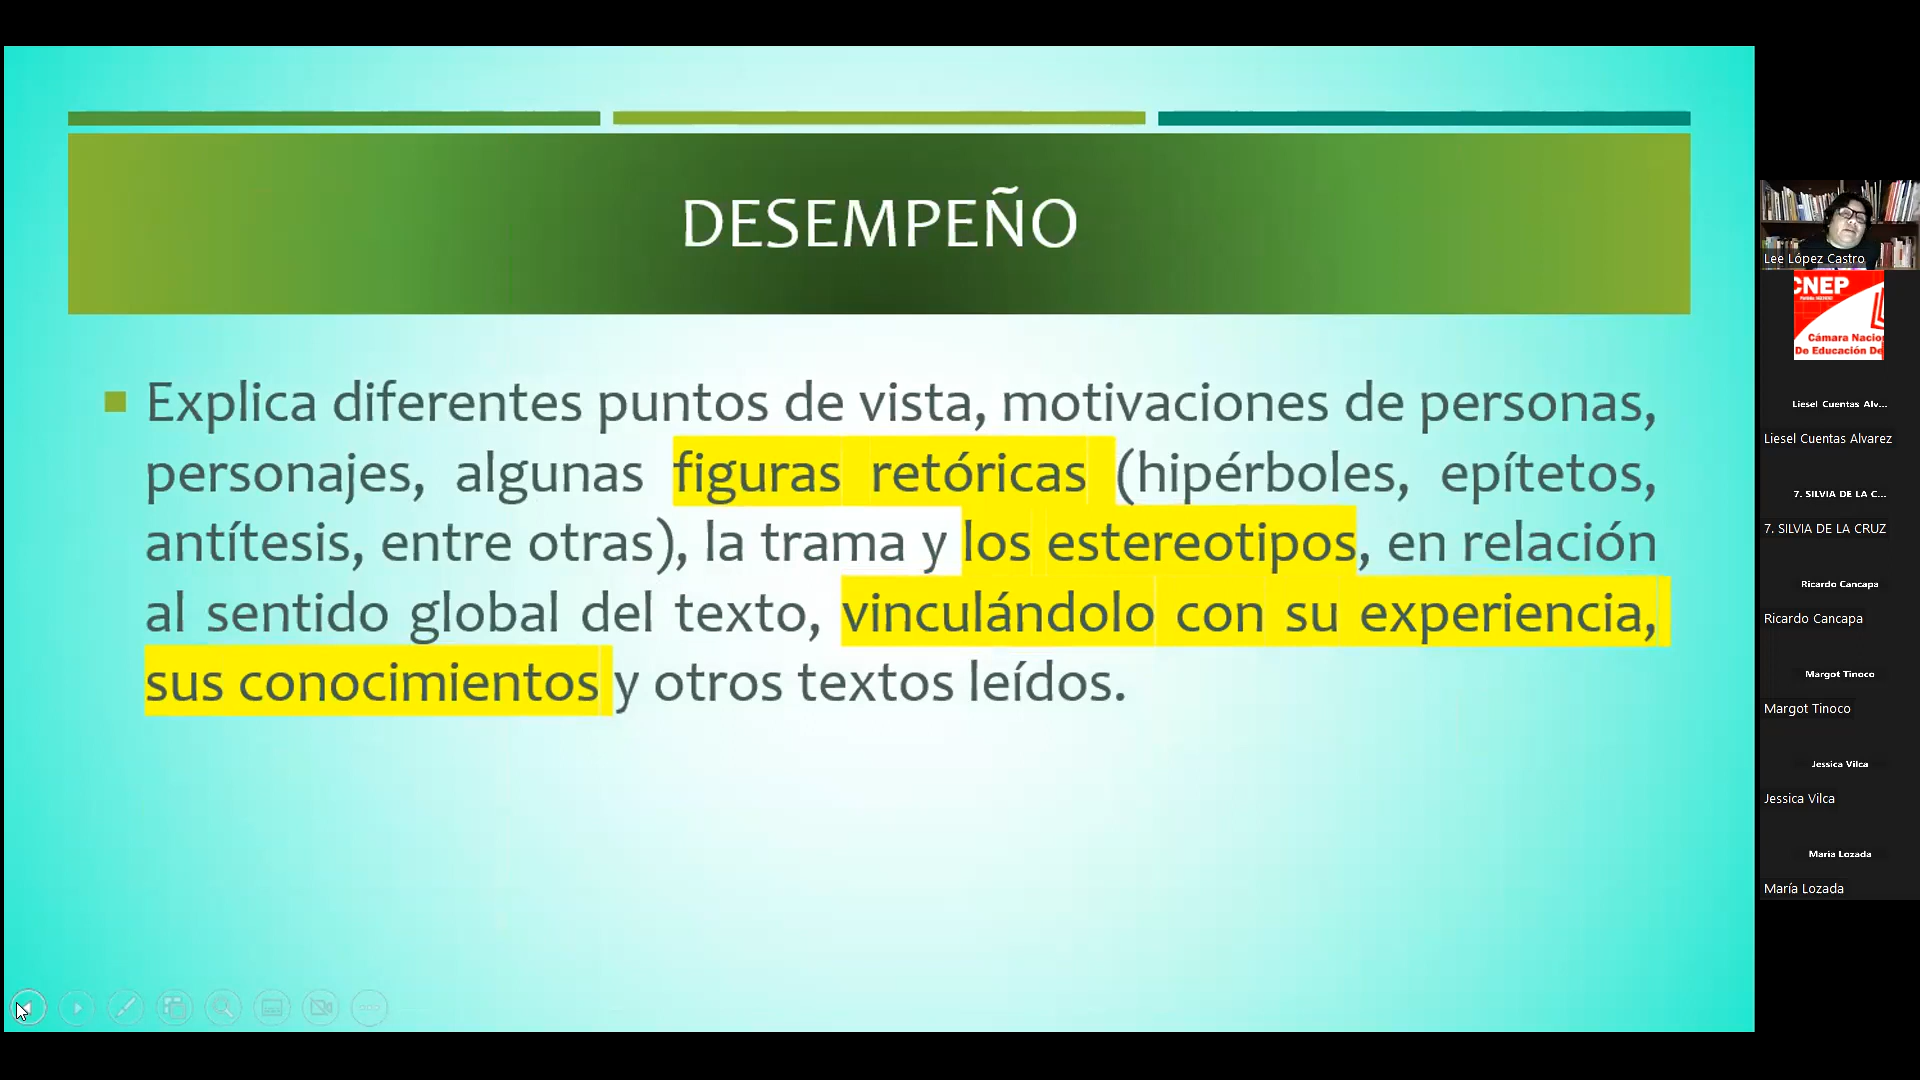 DESEMPEÑO
Explica diferentes puntos de vista, motivaciones de personas,
personajes, algunas figuras retóricas (hipérboles, epítetos,
antítesis, entre otras), la trama y los estereotipos, en relación
al sentido global del texto, vinculándolo con su experiencia,
sus conocimientos y otros textos leídos.
Lee López Castro
CNEP
Cámara Nacio
De Educación De
Liesel Cuentas Alv...
Liesel Cuentas Alvarez
7. SILVIA DE LA C...
7. SILVIA DE LA CRUZ
Ricardo Cancapa
Ricardo Cancapa
Margot Tinoco
Margot Tinoco
Jessica Vilca
Jessica Vilca
María Lozada
María Lozada